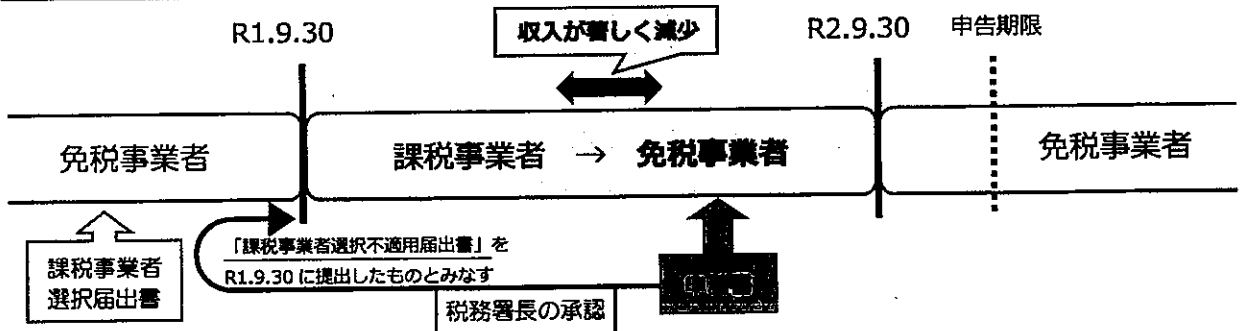 R1.9.30
収入が著しく減少
R2.9.30
申告期限
免税事業者
課税事業者 → 免税事業者
免税事業者
課税事業者
選択届出書
「課税事業者選択不適用届出書」を
R1.9.30 に提出したものとみなす
税務署長の承認